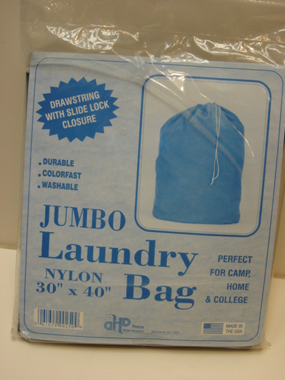 DRAWSTRING
WITH SLIDE LOCK
CLOSURE
• DURABLE
• COLORFAST
• WASHABLE
JUMBO
Laundry
NYLON
30" x 40" Bag
PERFECT
FOR CAMP,
HOME
& COLLEGE
aHP
MADE IN
THE USA